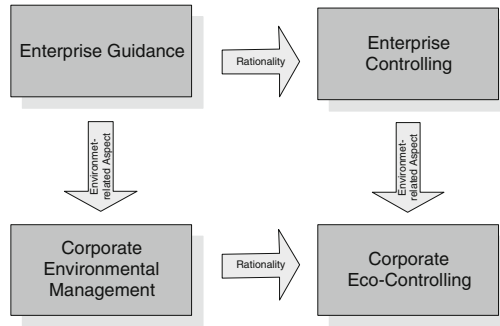 Enterprise Guidance
Rationality
Enterprise
Controlling
Environmet-
related Aspect
Environmet-
related Aspect
Corporate
Environmental
Management
Rationality
Corporate
Eco-Controlling